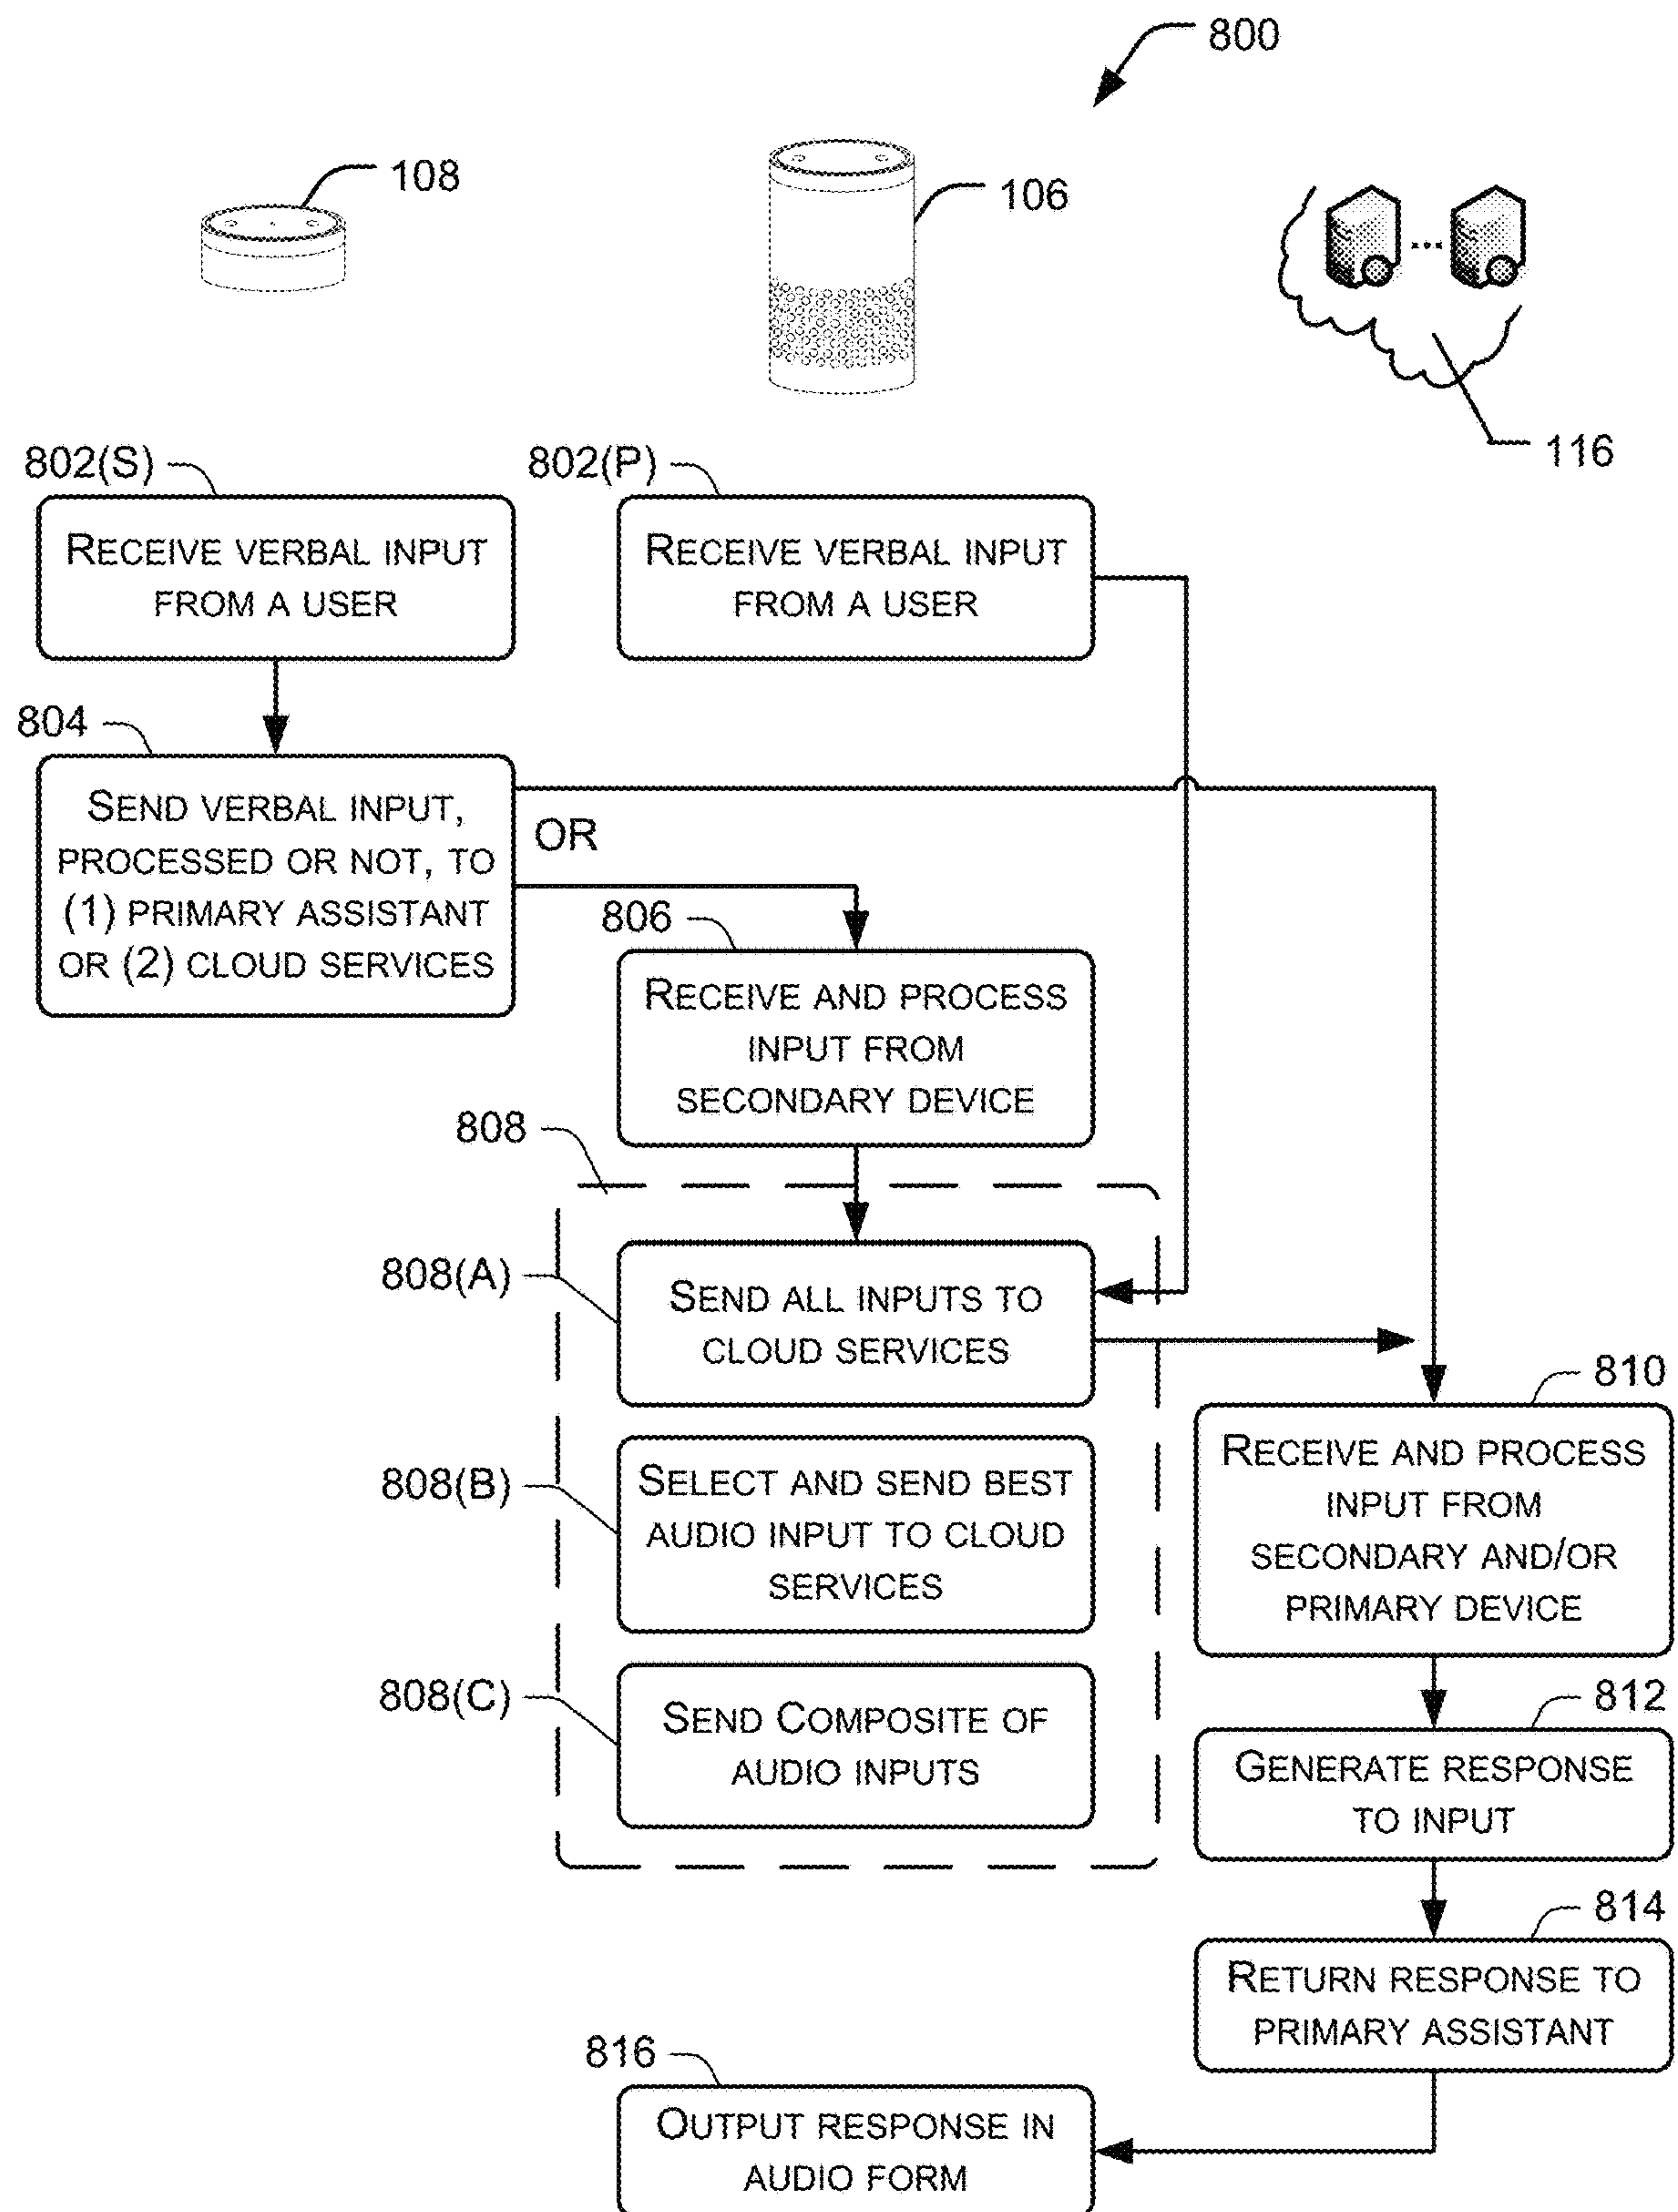 800
108
106
116
802(S)
RECEIVE VERBAL INPUT
FROM A USER
802(P)
RECEIVE VERBAL INPUT
FROM A USER
804
SEND VERBAL INPUT,
PROCESSED OR NOT, TO
(1) PRIMARY ASSISTANT
OR (2) CLOUD SERVICES
OR
806
RECEIVE AND PROCESS
INPUT FROM
SECONDARY DEVICE
808
808(A)
SEND ALL INPUTS TO
CLOUD SERVICES
808(B)
SELECT AND SEND BEST
AUDIO INPUT TO CLOUD
SERVICES
808(C)
SEND COMPOSITE OF
AUDIO INPUTS
810
RECEIVE AND PROCESS
INPUT FROM
SECONDARY AND/OR
PRIMARY DEVICE
812
GENERATE RESPONSE
TO INPUT
814
RETURN RESPONSE TO
PRIMARY ASSISTANT
816
OUTPUT RESPONSE IN
AUDIO FORM